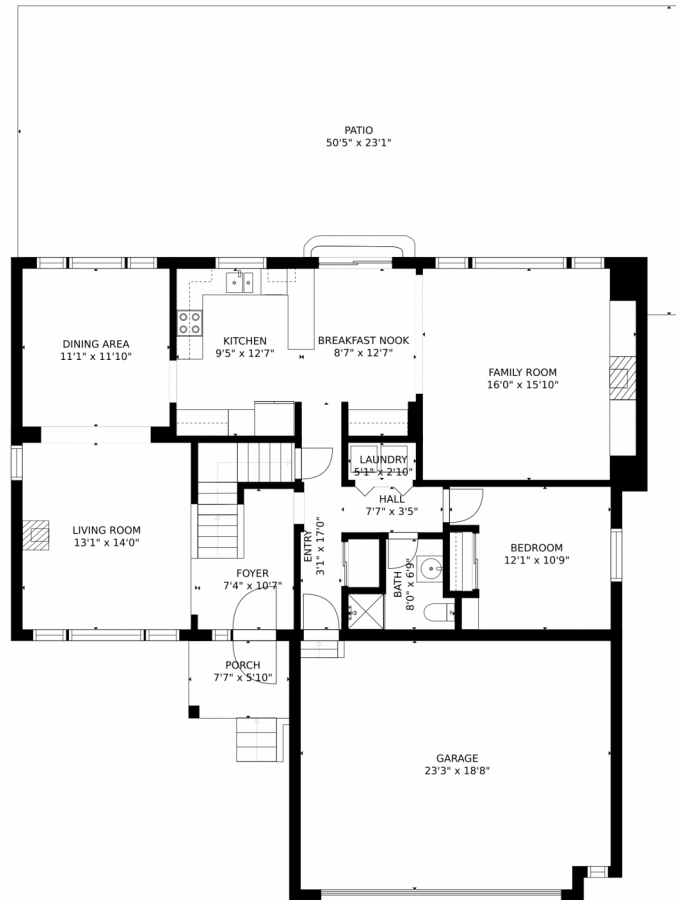 PATIO
50'5" x 23'1"
DINING AREA
11'1" x 11'10"
KITCHEN
9'5" x 12'7"
BREAKFAST NOOK
8'7" x 12'7"
FAMILY ROOM
16'0" x 15'10"
LAUNDRY
5'1" x 2'10"
HALL
7'7" x 3'5"
LIVING ROOM
13'1" x 14'0"
ENTRY
3'1" x 17'0"
BEDROOM
12'1" x 10'9"
FOYER
7'4" x 10'7"
BATH
8'0" x 6'9"
PORCH
7'7" x 5'10"
GARAGE
23'3" x 18'8"